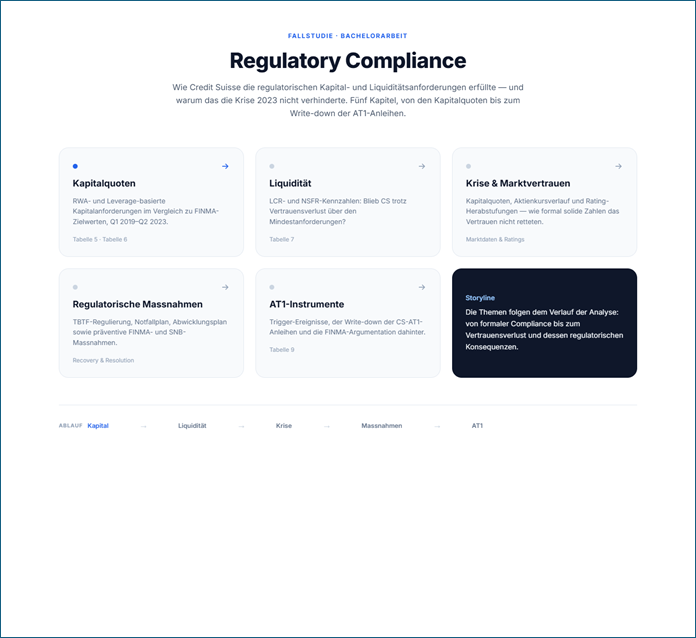 FALLSTUDIE · BACHELORARBEIT
Regulatory Compliance
Wie Credit Suisse die regulatorischen Kapital- und Liquiditätsanforderungen erfüllte — und
warum das die Krise 2023 nicht verhinderte. Fünf Kapitel, von den Kapitalquoten bis zum
Write-down der AT1-Anleihen.
→
Kapitalquoten
RWA- und Leverage-basierte
Kapitalanforderungen im Vergleich zu FINMA-
Zielwerten, Q1 2019–Q2 2023.
Tabelle 5 · Tabelle 6
→
Liquidität
LCR- und NSFR-Kennzahlen: Blieb CS trotz
Vertrauensverlust über den
Mindestanforderungen?
Tabelle 7
→
Krise & Marktvertrauen
Kapitalquoten, Aktienkursverlauf und Rating-
Herabstufungen — wie formal solide Zahlen das
Vertrauen nicht retteten.
Marktdaten & Ratings
→
Regulatorische Massnahmen
TBTF-Regulierung, Notfallplan, Abwicklungsplan
sowie präventive FINMA- und SNB-
Massnahmen.
Recovery & Resolution
→
AT1-Instrumente
Trigger-Ereignisse, der Write-down der CS-AT1-
Anleihen und die FINMA-Argumentation dahinter.
Tabelle 9
Storyline
Die Themen folgen dem Verlauf der Analyse:
von formaler Compliance bis zum
Vertrauensverlust und dessen regulatorischen
Konsequenzen.
ABLAUF Kapital → Liquidität → Krise → Massnahmen → AT1